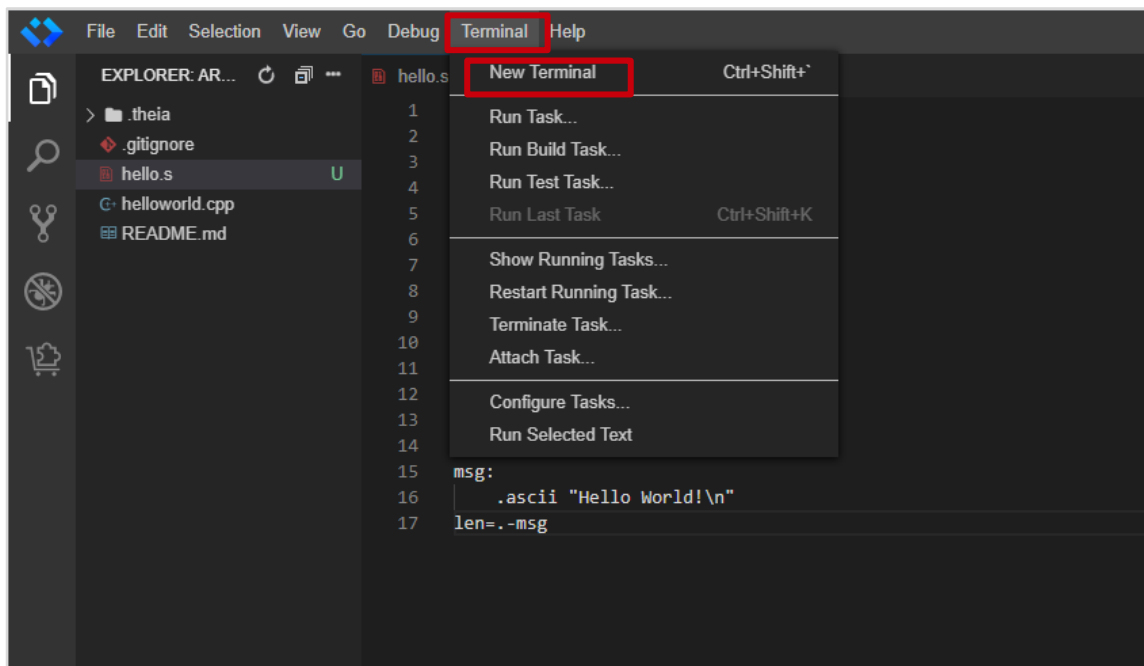 File Edit Selection View Go Debug Terminal Help
EXPLORER: AR...
.theia
.gitignore
hello.s U
helloworld.cpp
README.md
hello.s
New Terminal Ctrl+Shift+`
Run Task...
Run Build Task...
Run Test Task...
Run Last Task Ctrl+Shift+K
Show Running Tasks...
Restart Running Task...
Terminate Task...
Attach Task...
Configure Tasks...
Run Selected Text
1
2
3
4
5
6
7
8
9
10
11
12
13
14
15 msg:
16 .ascii "Hello World!\n"
17 len=.-msg